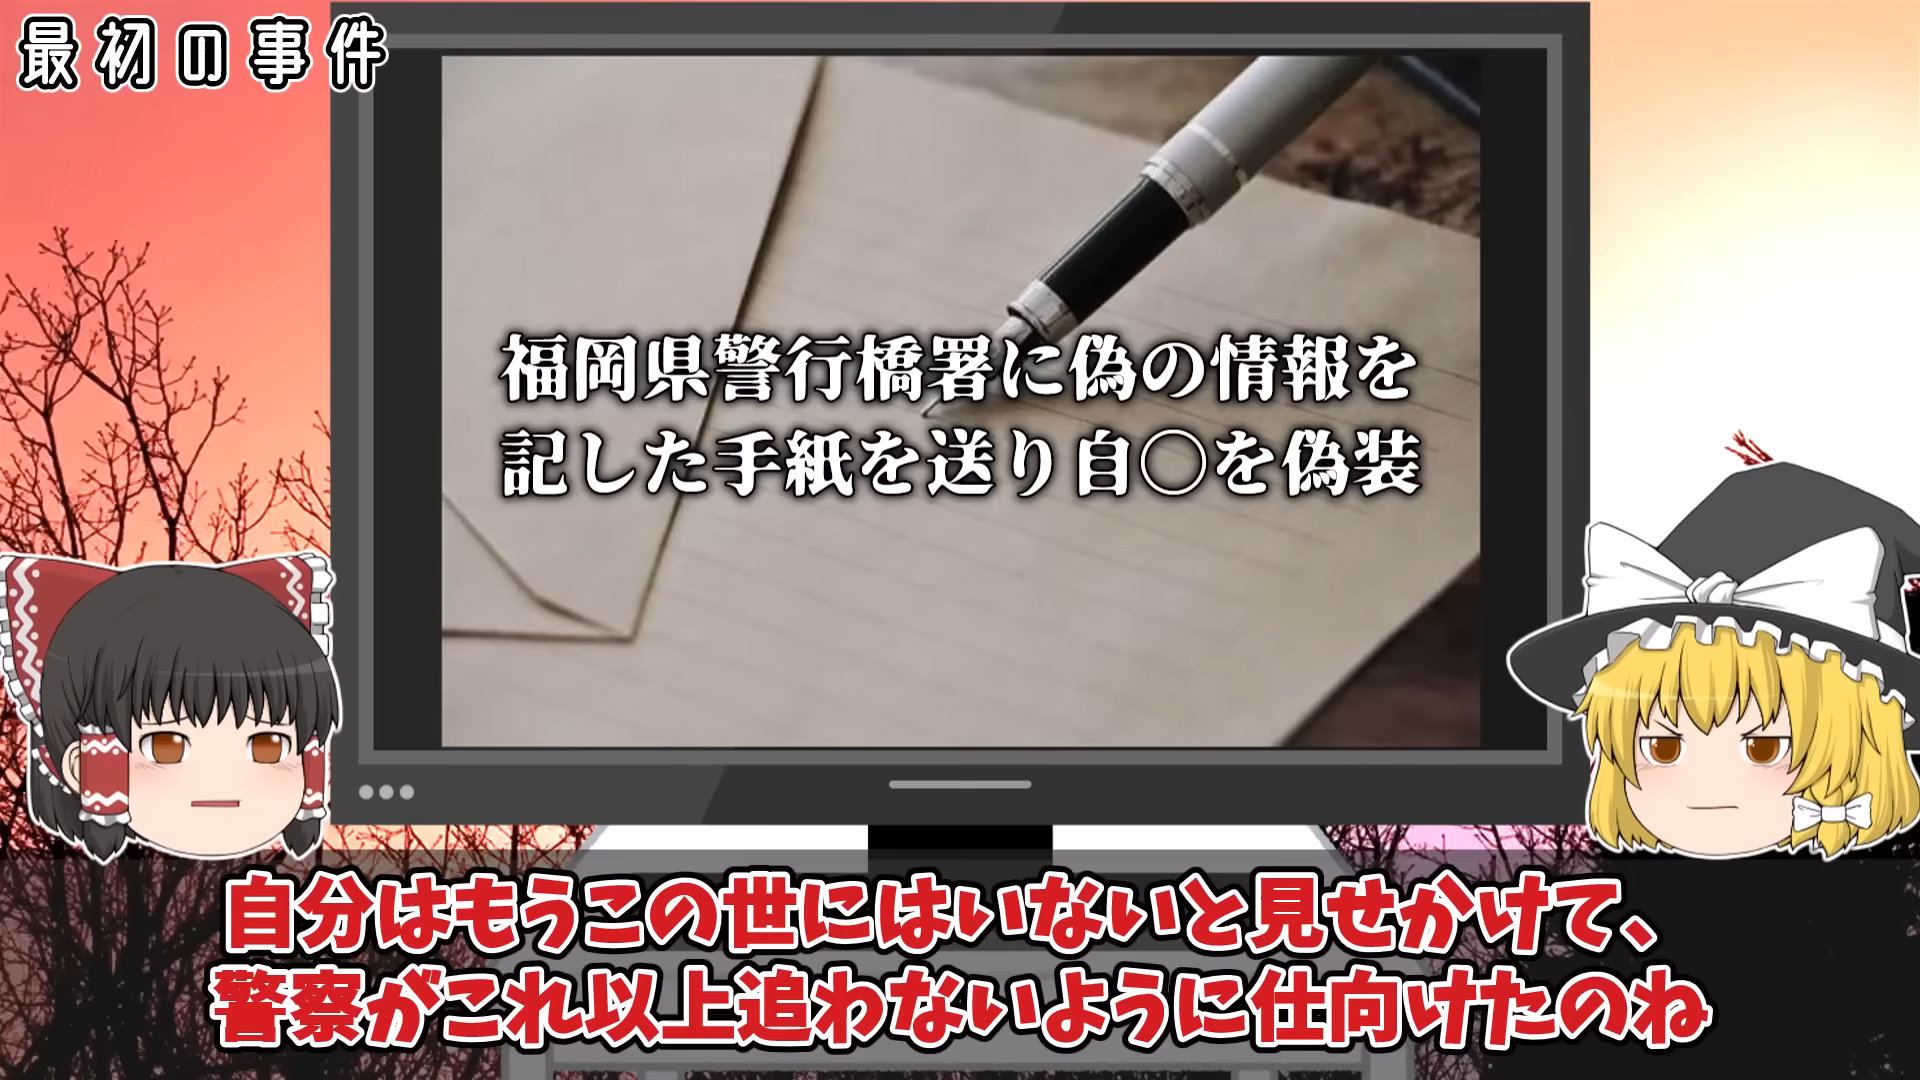 最初の事件
福岡県警行橋署に偽の情報を
記した手紙を送り自〇を偽装
自分はもうこの世にはいないと見せかけて、
警察がこれ以上追わないように仕向けたのね